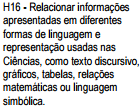 H16 - Relacionar informações
apresentadas em diferentes
formas de linguagem e
representação usadas nas
Ciências, como texto discursivo,
gráficos, tabelas, relações
matemáticas ou linguagem
simbólica.